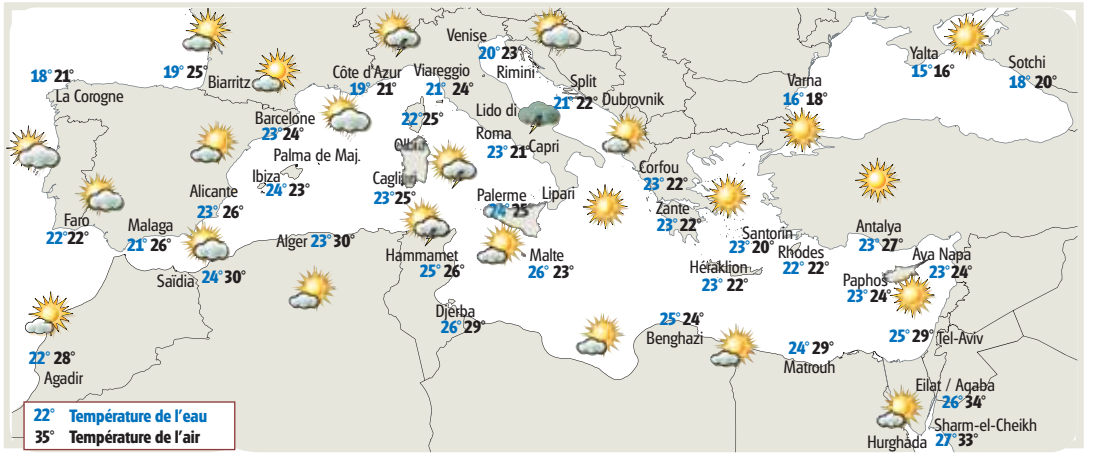 Venise
20° 23°
Rimini
Yalta
15° 16°
Sotchi
18° 20°
18° 21°
La Corogne
19° 25°
Biarritz
Côte d'Azur
19° 21°
Viareggio
21° 24°
Split
21° 22°
Dubrovnik
Varna
16° 18°
Barcelone
23° 24°
22° 25°
Olbia
Lido di
Roma
23° 21°
Capri
Palma de Maj.
Ibiza
24° 23°
Cagliari
23° 25°
Corfou
23° 22°
Alicante
23° 26°
Palerme
24° 25°
Lipari
Zante
23° 22°
Faro
22° 22°
Malaga
21° 26°
Alger 23° 30°
Santorin
23° 20°
Rhodes
22° 22°
Antalya
23° 27°
Saïdia
24° 30°
Hammamet
25° 26°
Malte
26° 23°
Héraklion
23° 22°
Aya Napa
23° 24°
Paphos
23° 24°
Djerba
26° 29°
25° 24°
Benghazi
25° 29°
Tel-Aviv
22° 28°
Agadir
24° 29°
Matrouh
Eilat / Aqaba
26° 34°
Sharm-el-Cheikh
27° 33°
Hurghada
22° Température de l'eau
35° Température de l'air